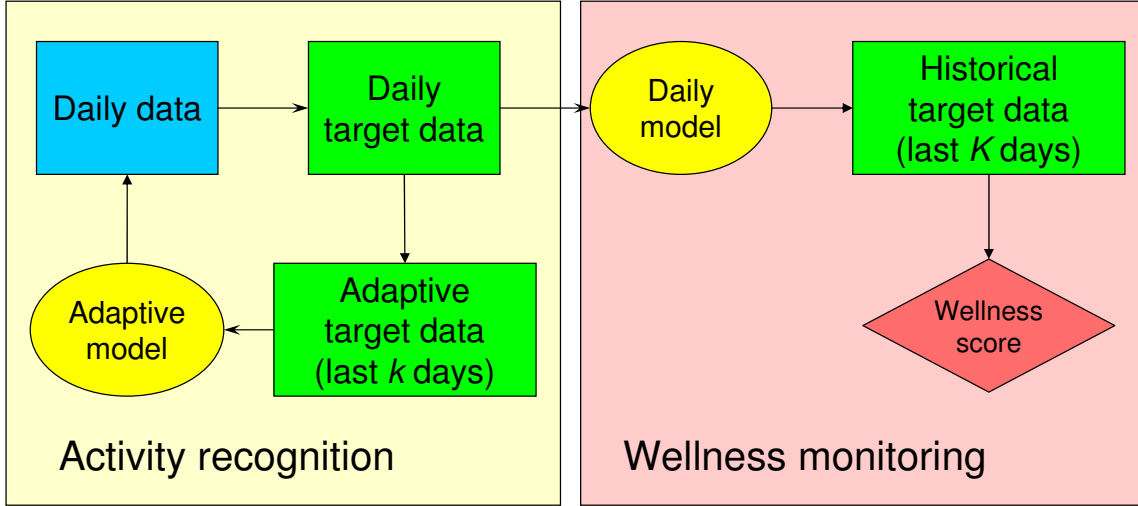 Daily data
Daily
target data
Daily
model
Historical
target data
(last K days)
Adaptive
model
Adaptive
target data
(last k days)
Wellness
score
Activity recognition
Wellness monitoring